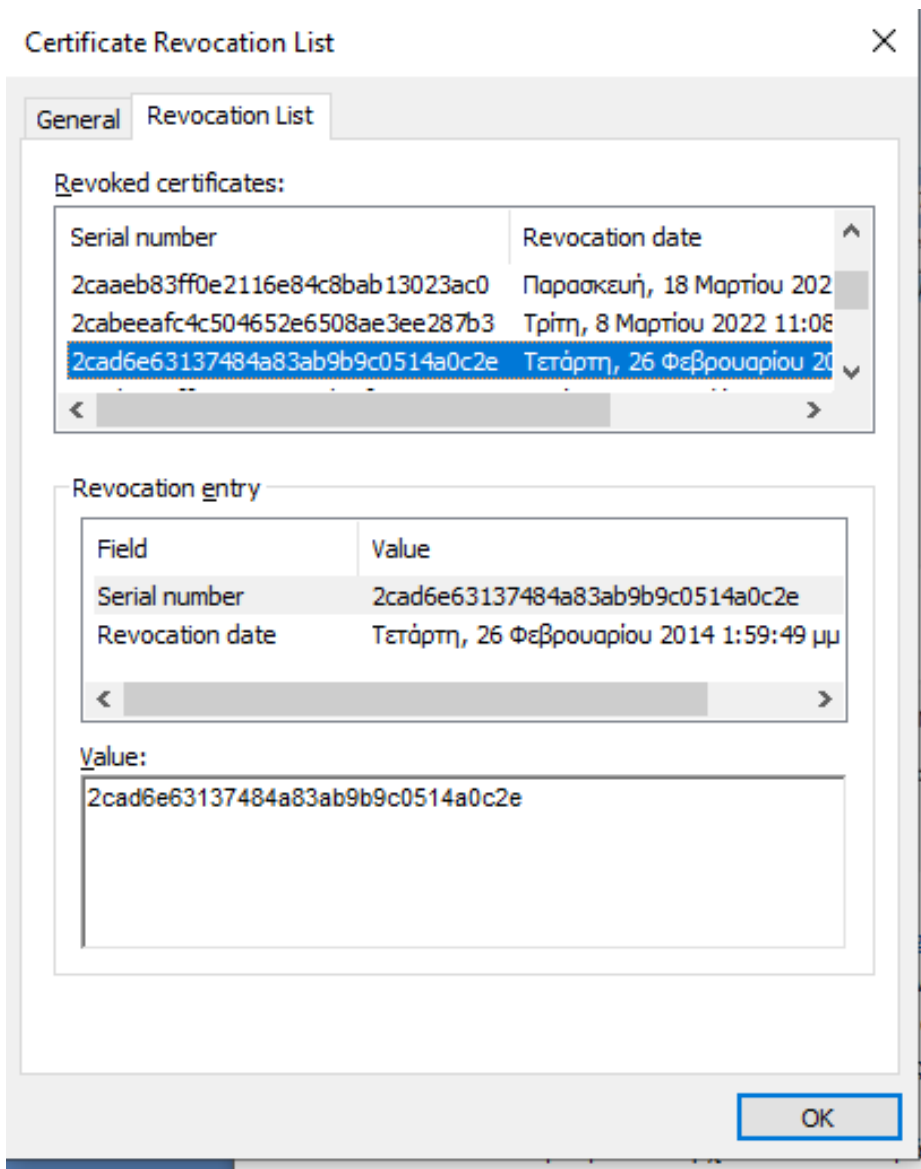 Certificate Revocation List
General Revocation List
Revoked certificates:
Serial number Revocation date
2caaeb83ff0e2116e84c8bab13023ac0 Παρασκευή, 18 Μαρτίου 202
2cabeeafc4c504652e6508ae3ee287b3 Τρίτη, 8 Μαρτίου 2022 11:08
2cad6e63137484a83ab9b9c0514a0c2e Τετάρτη, 26 Φεβρουαρίου 20
Revocation entry
Field Value
Serial number 2cad6e63137484a83ab9b9c0514a0c2e
Revocation date Τετάρτη, 26 Φεβρουαρίου 2014 1:59:49 μμ
Value:
2cad6e63137484a83ab9b9c0514a0c2e
OK